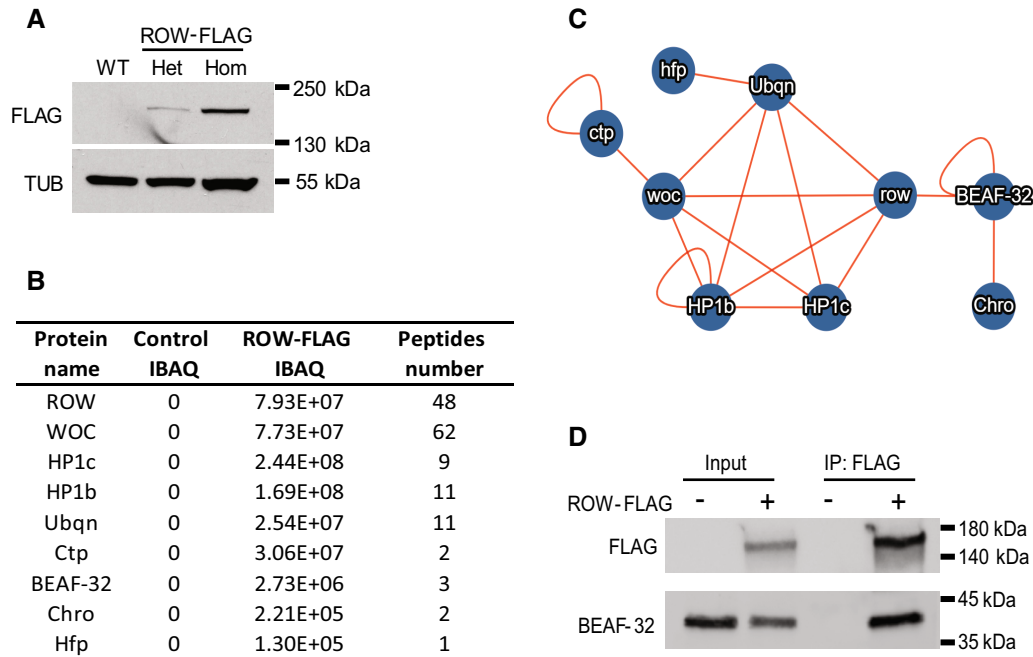 A
ROW-FLAG
WT Het Hom
FLAG
250 kDa
130 kDa
TUB
55 kDa
B
Protein name Control IBAQ ROW-FLAG IBAQ Peptides number
ROW 0 7.93E+07 48
WOC 0 7.73E+07 62
HP1c 0 2.44E+08 9
HP1b 0 1.69E+08 11
Ubqn 0 2.54E+07 11
Ctp 0 3.06E+07 2
BEAF-32 0 2.73E+06 3
Chro 0 2.21E+05 2
Hfp 0 1.30E+05 1
C
hfp
Ubqn
ctp
woc
row
BEAF-32
HP1b
HP1c
Chro
D
Input IP: FLAG
ROW-FLAG - + - +
FLAG
180 kDa
140 kDa
BEAF-32
45 kDa
35 kDa